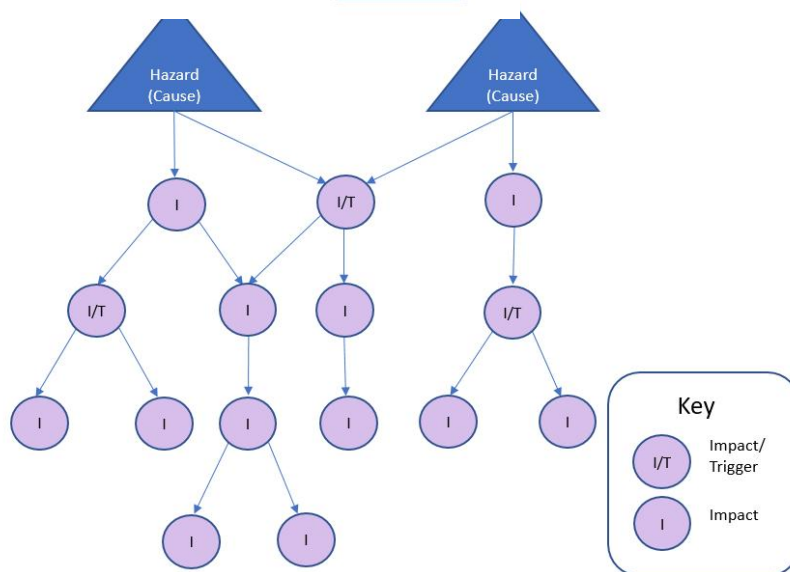 Hazard
(Cause)
Hazard
(Cause)
I
I/T
I
I/T
I
I
I/T
I
I
I
I
I
I
I
I
Key
I/T
Impact/
Trigger
I
Impact